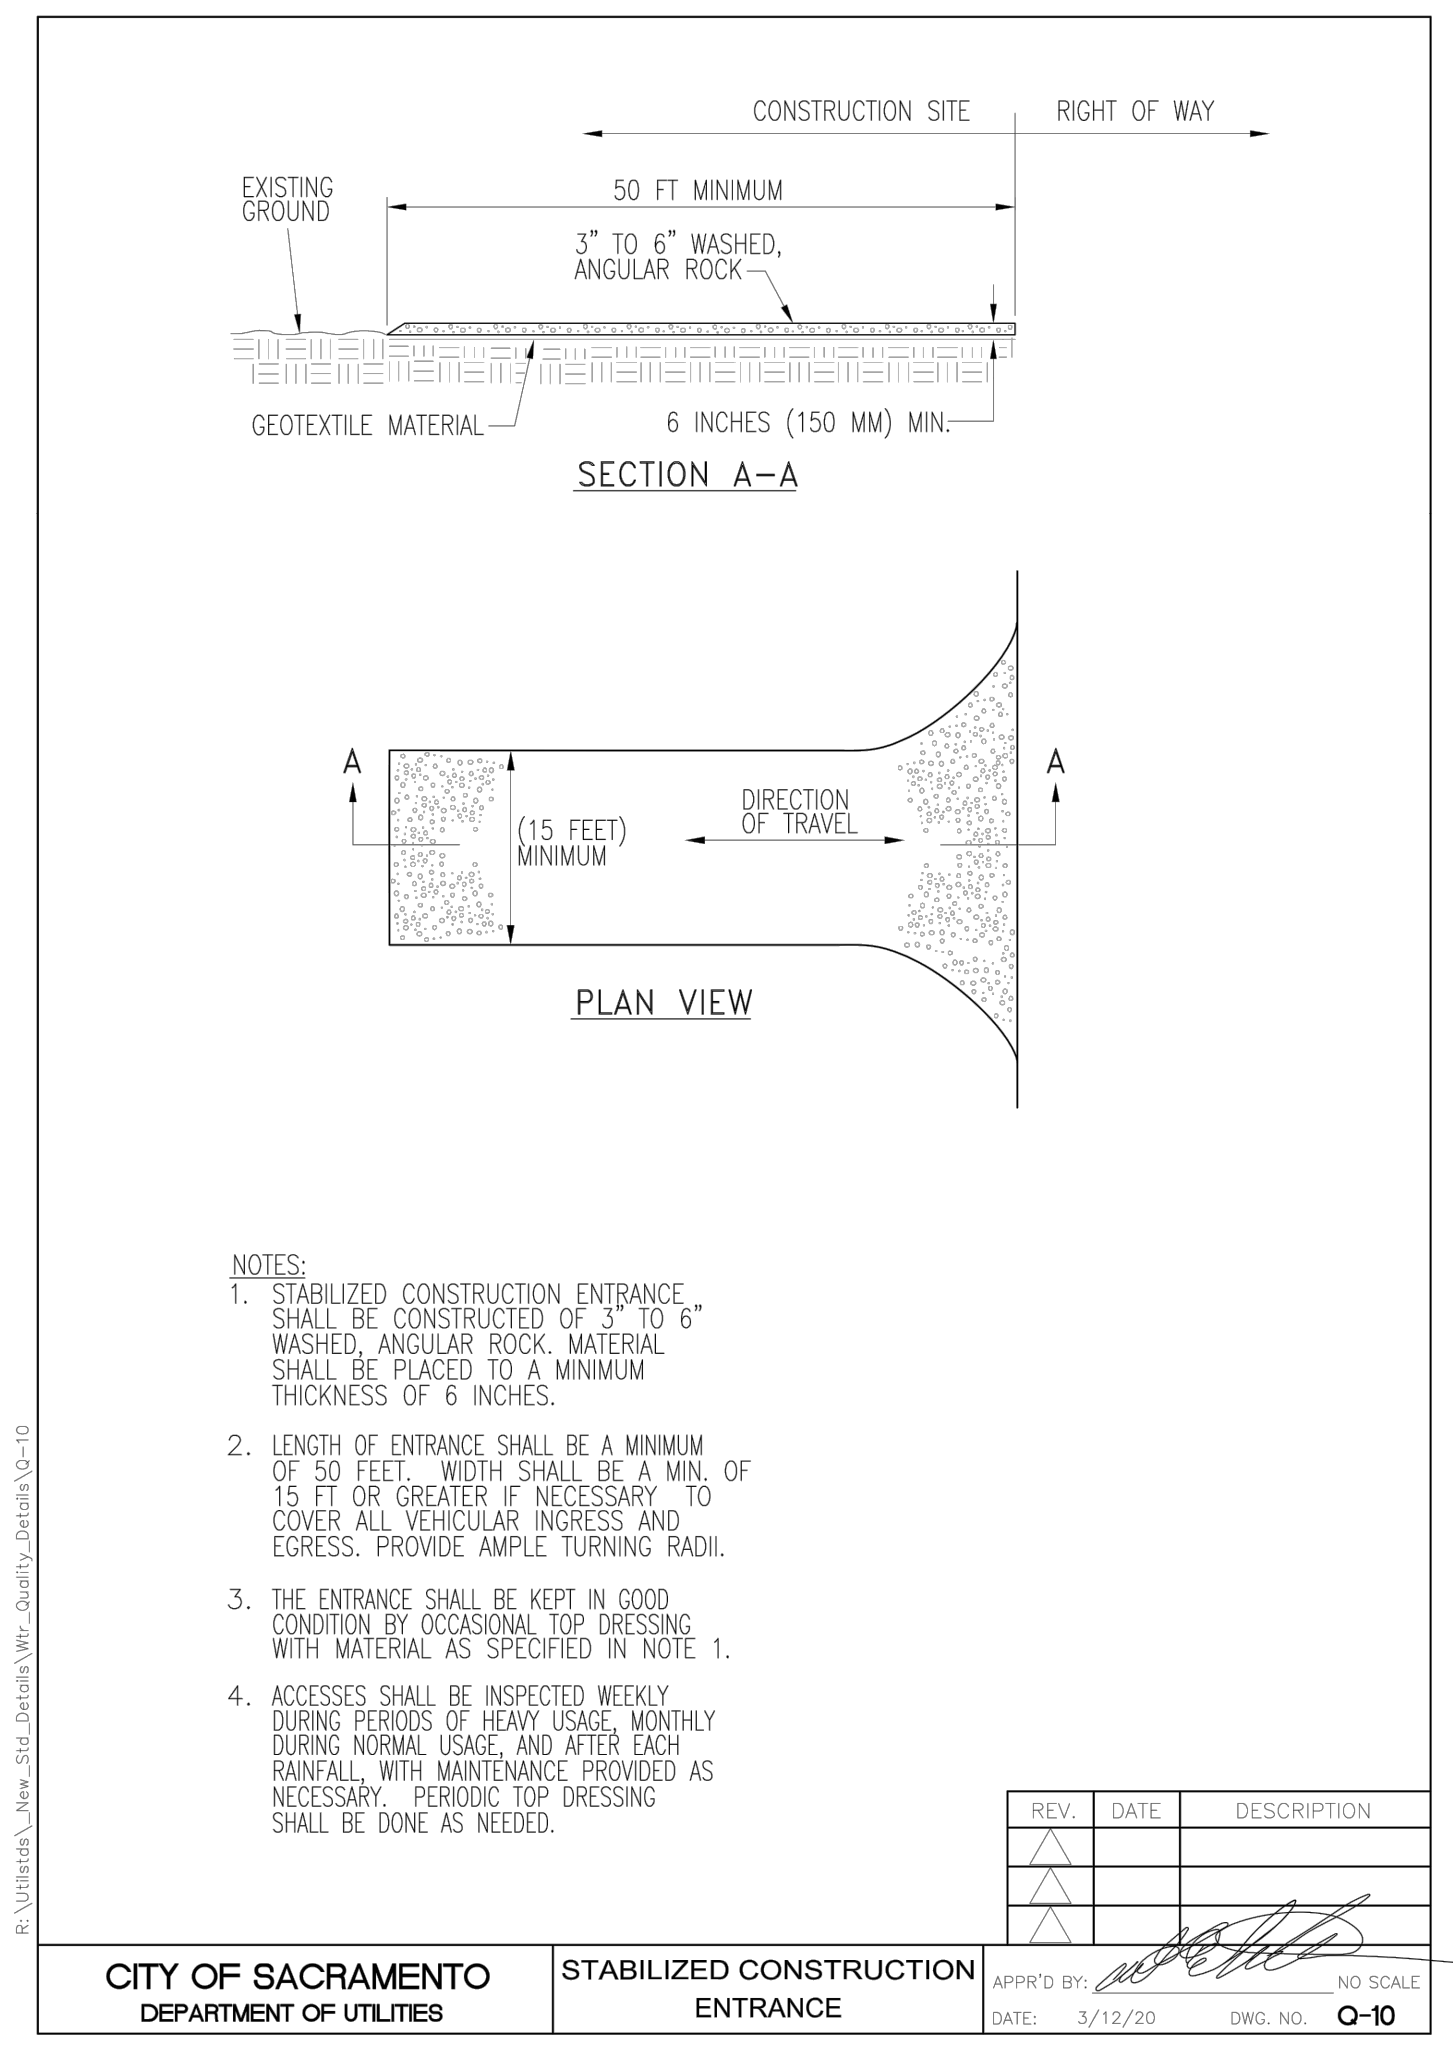 CONSTRUCTION SITE
RIGHT OF WAY
EXISTING
GROUND
50 FT MINIMUM
3” TO 6” WASHED,
ANGULAR ROCK
GEOTEXTILE MATERIAL
6 INCHES (150 MM) MIN.
SECTION A-A
A
A
DIRECTION
OF TRAVEL
(15 FEET)
MINIMUM
PLAN VIEW
NOTES:
1. STABILIZED CONSTRUCTION ENTRANCE
SHALL BE CONSTRUCTED OF 3” TO 6”
WASHED, ANGULAR ROCK. MATERIAL
SHALL BE PLACED TO A MINIMUM
THICKNESS OF 6 INCHES.
2. LENGTH OF ENTRANCE SHALL BE A MINIMUM
OF 50 FEET. WIDTH SHALL BE A MIN. OF
15 FT OR GREATER IF NECESSARY TO
COVER ALL VEHICULAR INGRESS AND
EGRESS. PROVIDE AMPLE TURNING RADII.
3. THE ENTRANCE SHALL BE KEPT IN GOOD
CONDITION BY OCCASIONAL TOP DRESSING
WITH MATERIAL AS SPECIFIED IN NOTE 1.
4. ACCESSES SHALL BE INSPECTED WEEKLY
DURING PERIODS OF HEAVY USAGE, MONTHLY
DURING NORMAL USAGE, AND AFTER EACH
RAINFALL, WITH MAINTENANCE PROVIDED AS
NECESSARY. PERIODIC TOP DRESSING
SHALL BE DONE AS NEEDED.
R:\Utilstds\_New_Std_Details\Wtr_Quality_Details\Q-10
REV. DATE DESCRIPTION
CITY OF SACRAMENTO
DEPARTMENT OF UTILITIES
STABILIZED CONSTRUCTION
ENTRANCE
APPR'D BY: NO SCALE
DATE: 3/12/20 DWG. NO. Q-10